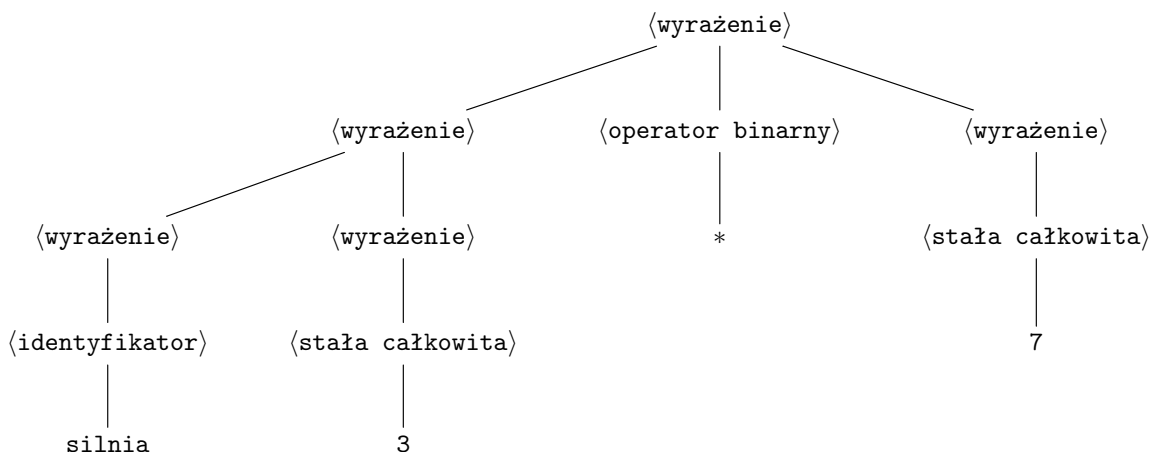 ⟨wyrażenie⟩
⟨wyrażenie⟩ ⟨operator binarny⟩ ⟨wyrażenie⟩
⟨wyrażenie⟩ ⟨wyrażenie⟩ * ⟨stała całkowita⟩
⟨identyfikator⟩ ⟨stała całkowita⟩ 7
silnia 3